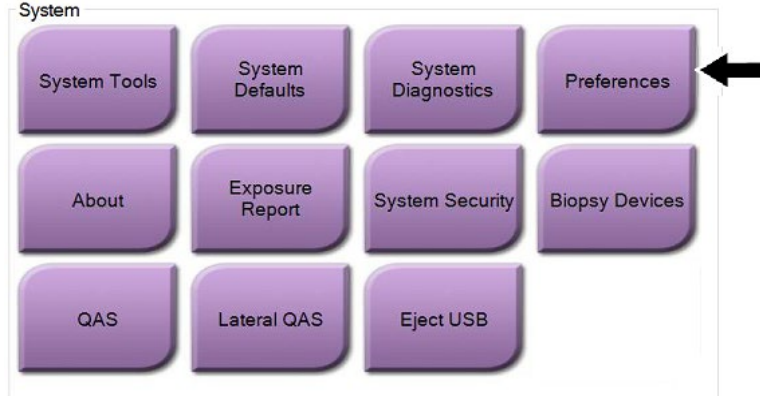 System
System Tools
System
Defaults
System
Diagnostics
Preferences
About
Exposure
Report
System Security
Biopsy Devices
QAS
Lateral QAS
Eject USB